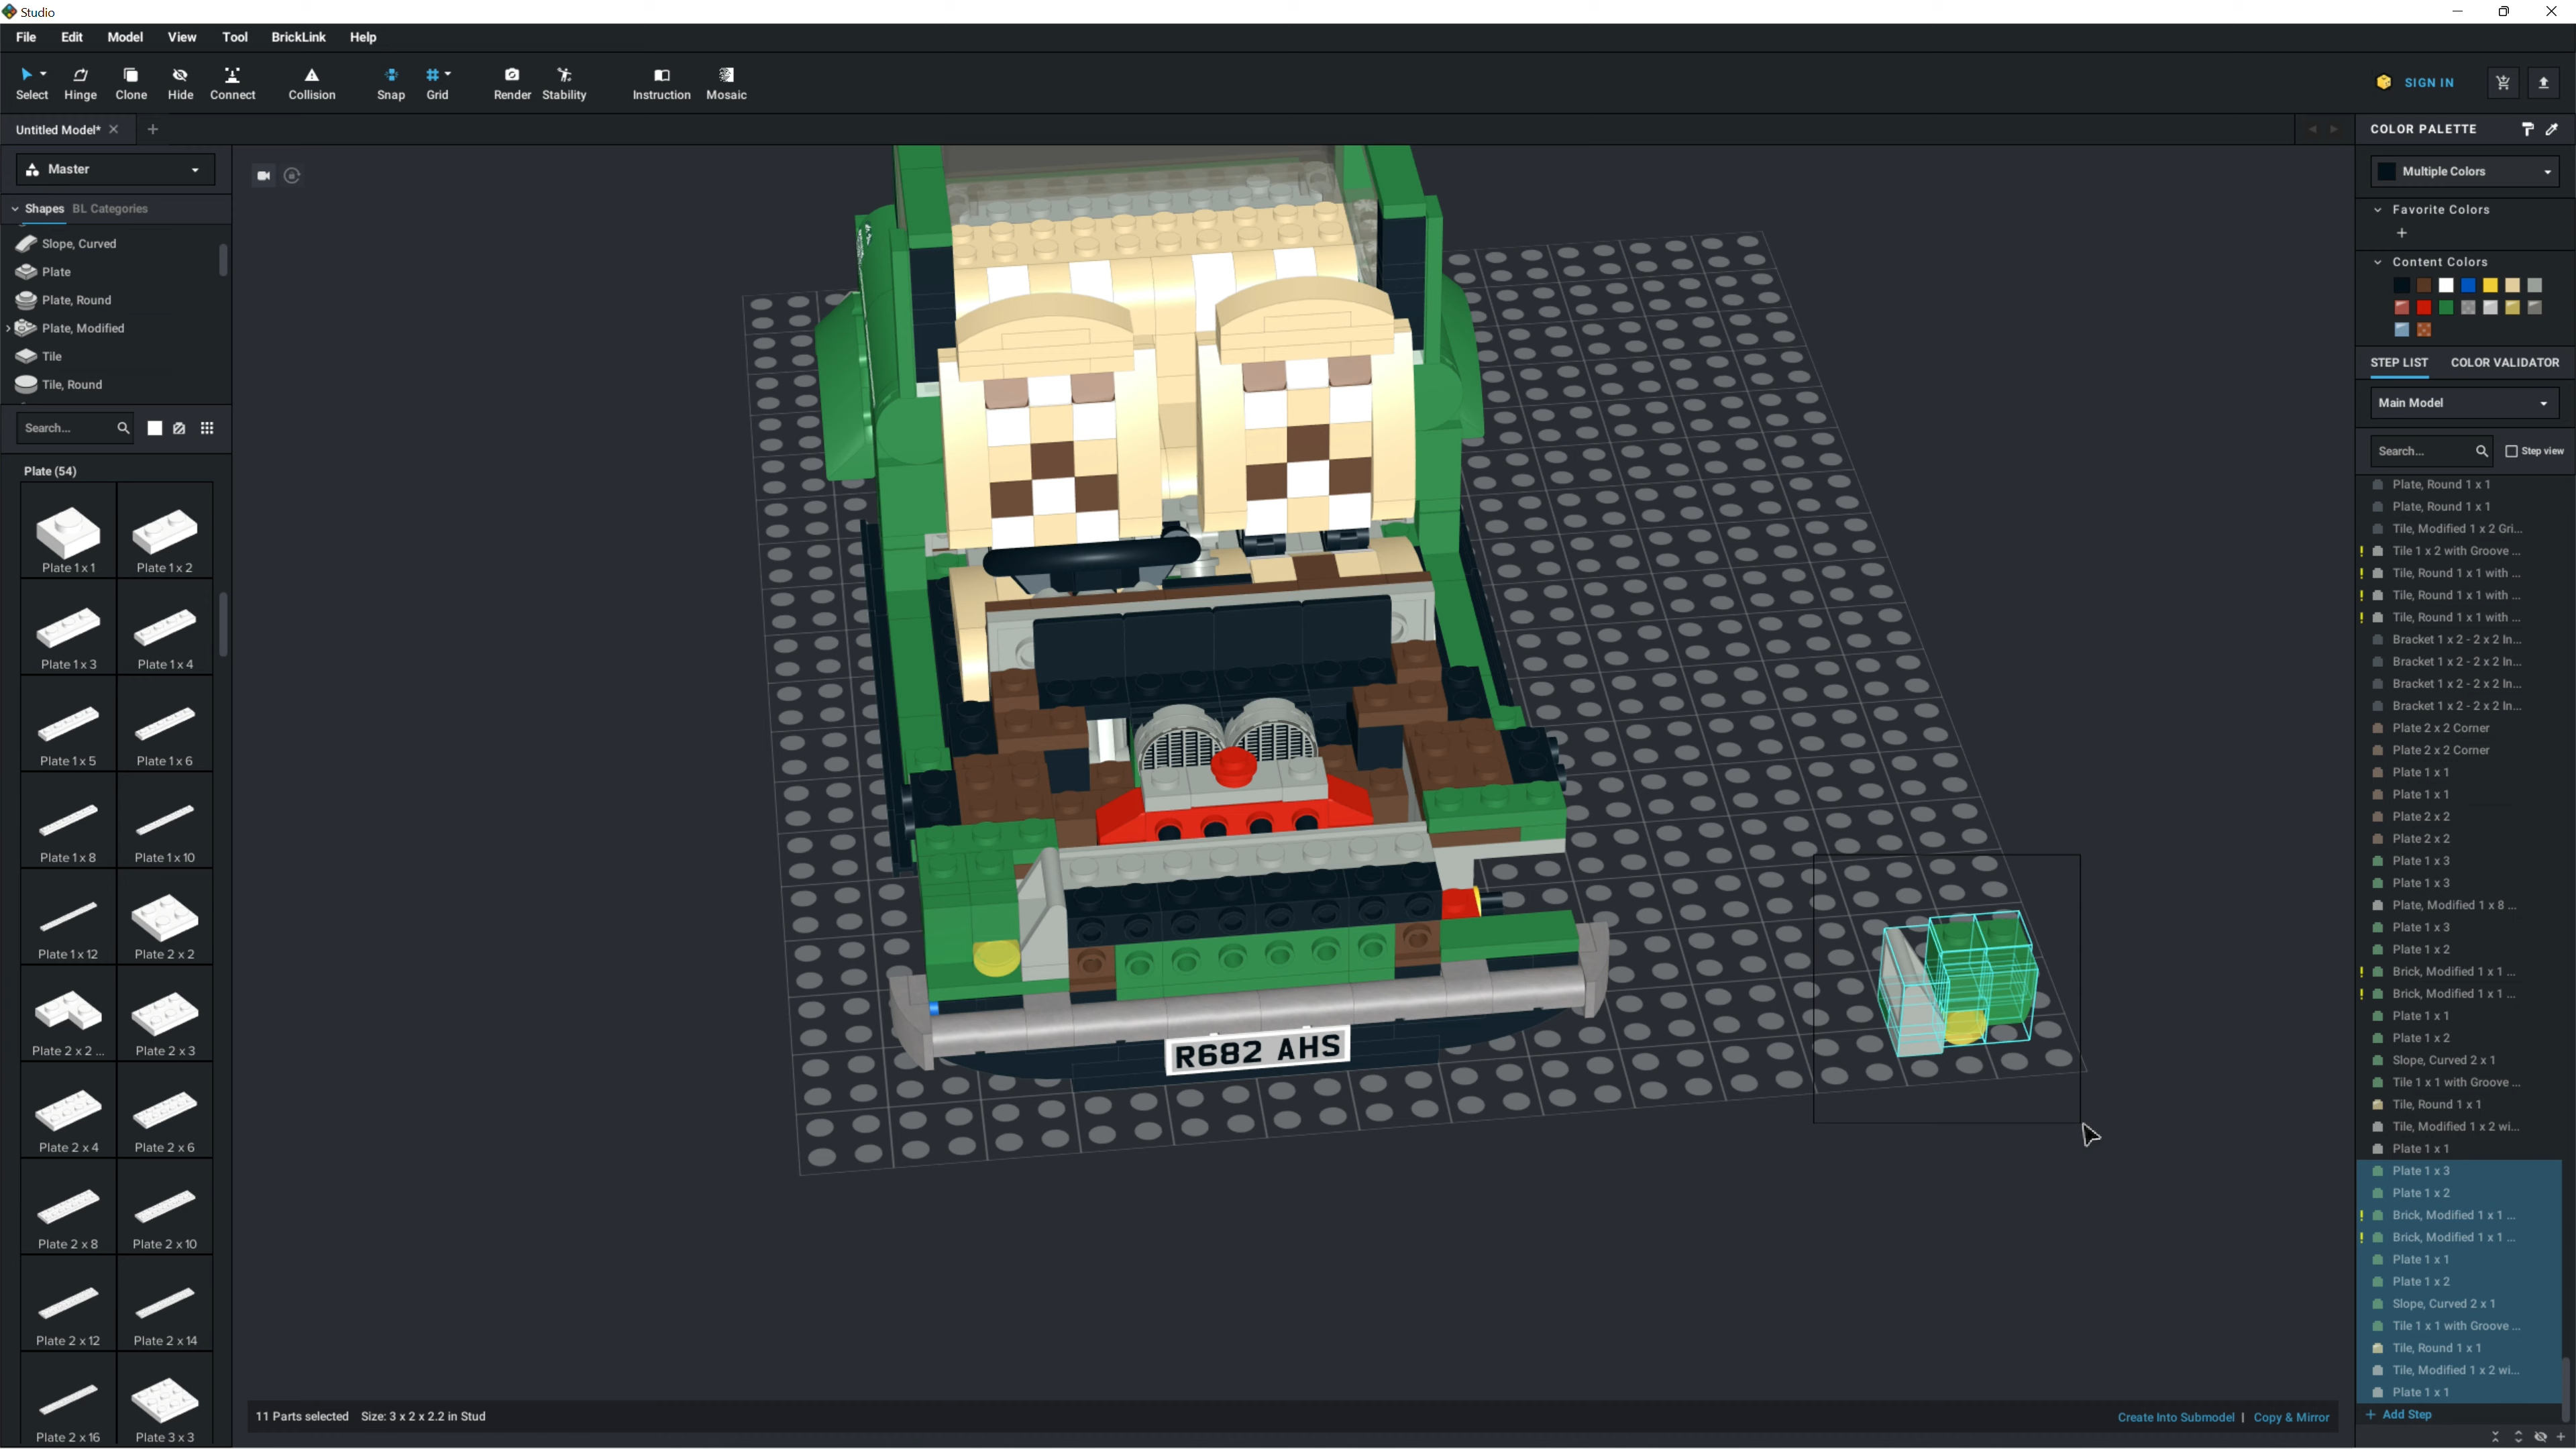 Studio
File Edit Model View Tool BrickLink Help
Select Hinge Clone Hide Connect Collision Snap Grid Render Stability Instruction Mosaic
SIGN IN
Untitled Model*
Master
Shapes BL Categories
Slope, Curved
Plate
Plate, Round
Plate, Modified
Tile
Tile, Round
Search...
Plate (54)
Plate 1 x 1 Plate 1 x 2
Plate 1 x 3 Plate 1 x 4
Plate 1 x 5 Plate 1 x 6
Plate 1 x 8 Plate 1 x 10
Plate 1 x 12 Plate 2 x 2
Plate 2 x 2 ... Plate 2 x 3
Plate 2 x 4 Plate 2 x 6
Plate 2 x 8 Plate 2 x 10
Plate 2 x 12 Plate 2 x 14
Plate 2 x 16 Plate 3 x 3
R682 AHS
11 Parts selected Size: 3 x 2 x 2.2 in Stud
Create Into Submodel | Copy & Mirror
COLOR PALETTE
Multiple Colors
Favorite Colors
+
Content Colors
STEP LIST COLOR VALIDATOR
Main Model
Search... Step view
Plate, Round 1 x 1
Plate, Round 1 x 1
Tile, Modified 1 x 2 Gri...
! Tile 1 x 2 with Groove ...
! Tile, Round 1 x 1 with ...
! Tile, Round 1 x 1 with ...
! Tile, Round 1 x 1 with ...
Bracket 1 x 2 - 2 x 2 In...
Bracket 1 x 2 - 2 x 2 In...
Bracket 1 x 2 - 2 x 2 In...
Bracket 1 x 2 - 2 x 2 In...
Plate 2 x 2 Corner
Plate 2 x 2 Corner
Plate 1 x 1
Plate 1 x 1
Plate 2 x 2
Plate 2 x 2
Plate 1 x 3
Plate 1 x 3
Plate, Modified 1 x 8 ...
Plate 1 x 3
Plate 1 x 2
! Brick, Modified 1 x 1 ...
! Brick, Modified 1 x 1 ...
Plate 1 x 1
Plate 1 x 2
Slope, Curved 2 x 1
Tile 1 x 1 with Groove ...
Tile, Round 1 x 1
Tile, Modified 1 x 2 wi...
Plate 1 x 1
Plate 1 x 3
Plate 1 x 2
! Brick, Modified 1 x 1 ...
! Brick, Modified 1 x 1 ...
Plate 1 x 1
Plate 1 x 2
Slope, Curved 2 x 1
Tile 1 x 1 with Groove ...
Tile, Round 1 x 1
Tile, Modified 1 x 2 wi...
Plate 1 x 1
+ Add Step